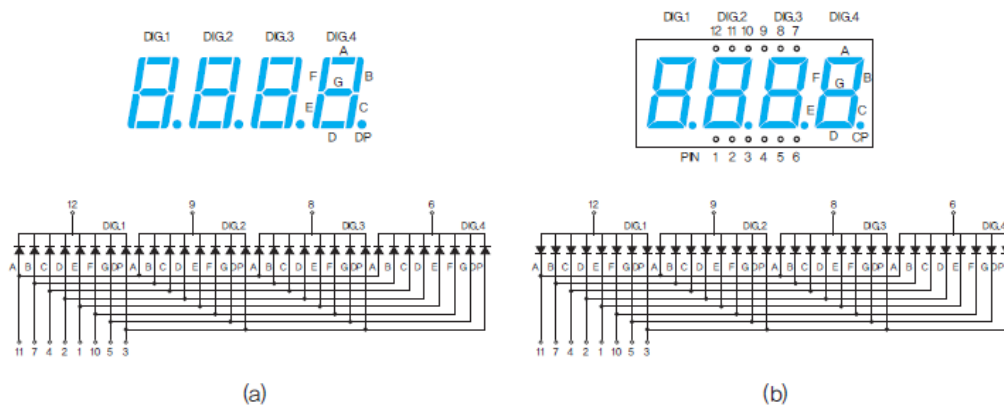 DIG.1 DIG.2 DIG.3 DIG.4
A
F
B
G
E
C
D
DP
12
9
8
6
DIG.1 DIG.2 DIG.3 DIG.4
A B C D E F G DP A B C D E F G DP A B C D E F G DP A B C D E F G DP
11 7 4 2 1 10 5 3
(a)
DIG.1 DIG.2 DIG.3 DIG.4
12 11 10 9 8 7
A
F
B
G
E
C
D
CP
PIN 1 2 3 4 5 6
12
9
8
6
DIG.1 DIG.2 DIG.3 DIG.4
A B C D E F G DP A B C D E F G DP A B C D E F G DP A B C D E F G DP
11 7 4 2 1 10 5 3
(b)